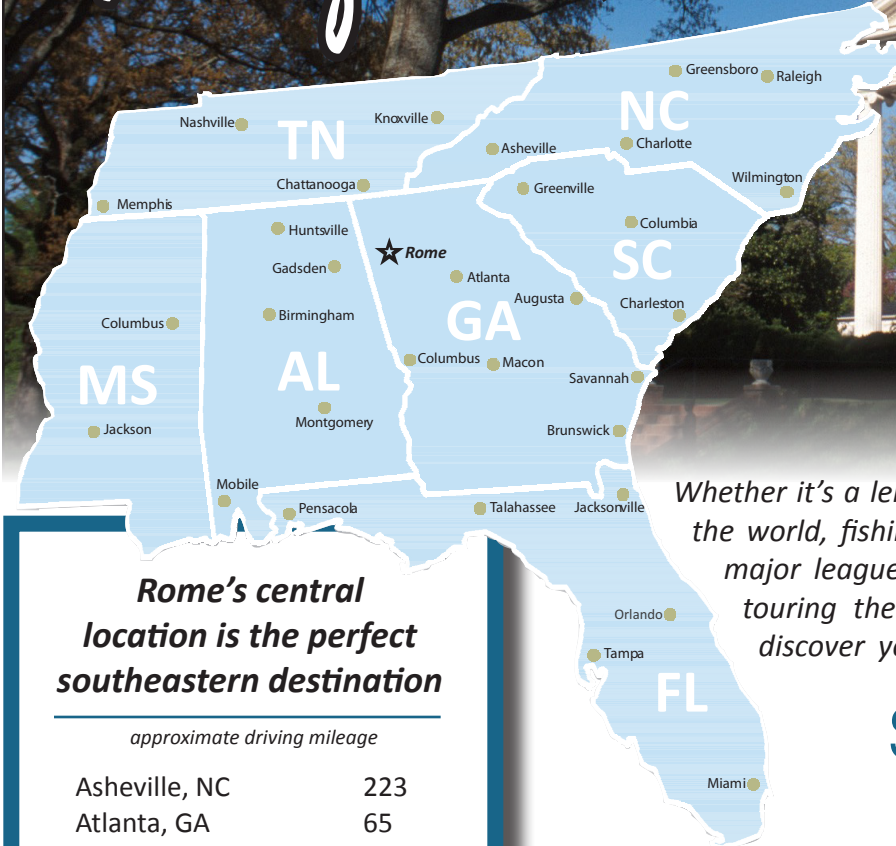 Greensboro
Raleigh
NC
Nashville
Knoxville
TN
Asheville
Charlotte
Chattanooga
Greenville
Wilmington
Memphis
Huntsville
Columbia
Rome
SC
Gadsden
Atlanta
Augusta
Charleston
Columbus
Birmingham
GA
MS
AL
Columbus
Macon
Savannah
Jackson
Montgomery
Brunswick
Mobile
Pensacola
Talahassee
Jacksonville
Orlando
Tampa
FL
Miami
Whether it's a
the world,
major league
touring the
discover
Rome's central
location is the perfect
southeastern destination
approximate driving mileage
Asheville, NC 223
Atlanta, GA 65